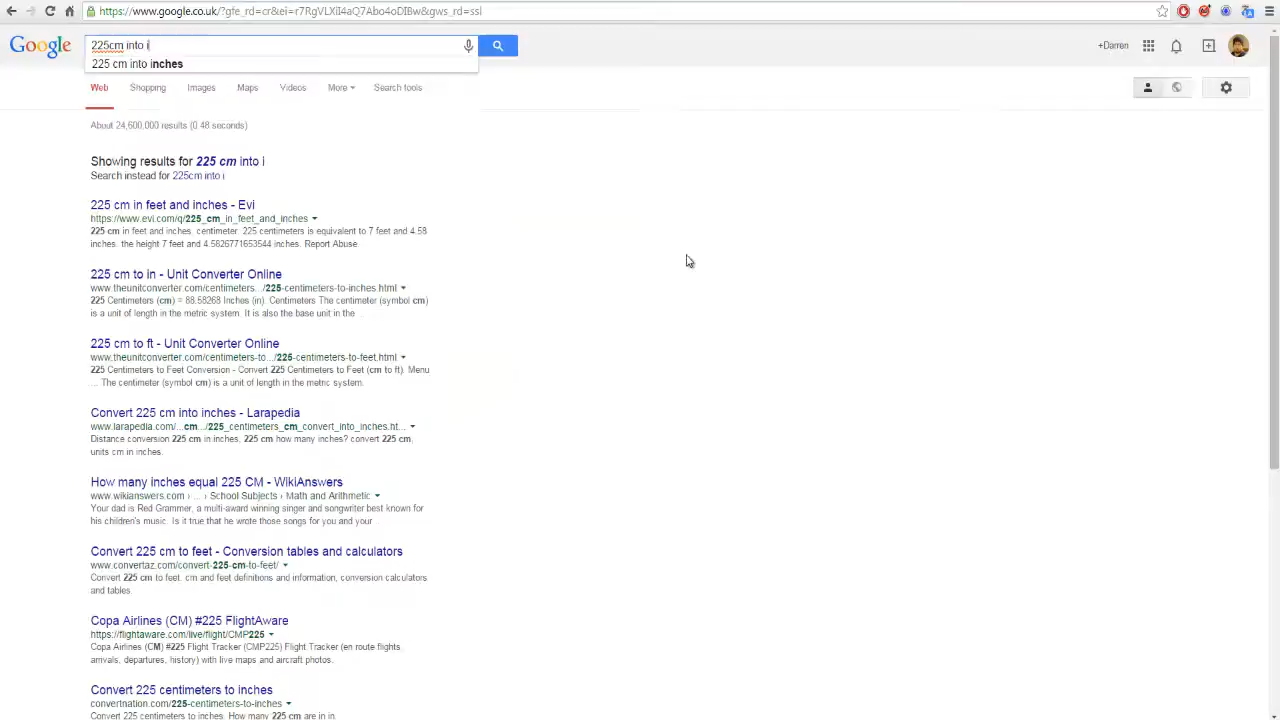 https://www.google.co.uk/?gfe_rd=cr&ei=r7RgVLXiI4aQ7Abo4oDIBw&gws_rd=ssl
Google 225cm into i +Darren
225 cm into inches
Web Shopping Images Maps Videos More Search tools
About 24,600,000 results (0.48 seconds)
Showing results for 225 cm into i
Search instead for 225cm into i
225 cm in feet and inches - Evi
https://www.evi.com/q/225_cm_in_feet_and_inches
225 cm in feet and inches. centimeter. 225 centimeters is equivalent to 7 feet and 4.58
inches. the height 7 feet and 4.5826771653544 inches. Report Abuse
225 cm to in - Unit Converter Online
www.theunitconverter.com/centimeters.../225-centimeters-to-inches.html
225 Centimeters (cm) = 88.58268 Inches (in). Centimeters The centimeter (symbol cm)
is a unit of length in the metric system. It is also the base unit in the ...
225 cm to ft - Unit Converter Online
www.theunitconverter.com/centimeters-to.../225-centimeters-to-feet.html
225 Centimeters to Feet Conversion - Convert 225 Centimeters to Feet (cm to ft). Menu
... The centimeter (symbol cm) is a unit of length in the metric system.
Convert 225 cm into inches - Larapedia
www.larapedia.com/...cm.../225_centimeters_cm_convert_into_inches.ht...
Distance conversion 225 cm in inches, 225 cm how many inches? convert 225 cm,
units cm in inches.
How many inches equal 225 CM - WikiAnswers
www.wikianswers.com › ... › School Subjects › Math and Arithmetic
Your dad is Red Grammer, a multi-award winning singer and songwriter best known for
his children's music. Is it true that he wrote those songs for you and your ...
Convert 225 cm to feet - Conversion tables and calculators
www.convertaz.com/convert-225-cm-to-feet/
Convert 225 cm to feet. cm and feet definitions and information, conversion calculators
and tables.
Copa Airlines (CM) #225 FlightAware
https://flightaware.com/live/flight/CMP225
Copa Airlines (CM) #225 Flight Tracker (CMP225) Flight Tracker (en route flights,
arrivals, departures, history) with live maps and aircraft photos.
Convert 225 centimeters to inches
convertnation.com/225-centimeters-to-inches
Convert 225 centimeters to inches. How many 225 cm are in in.